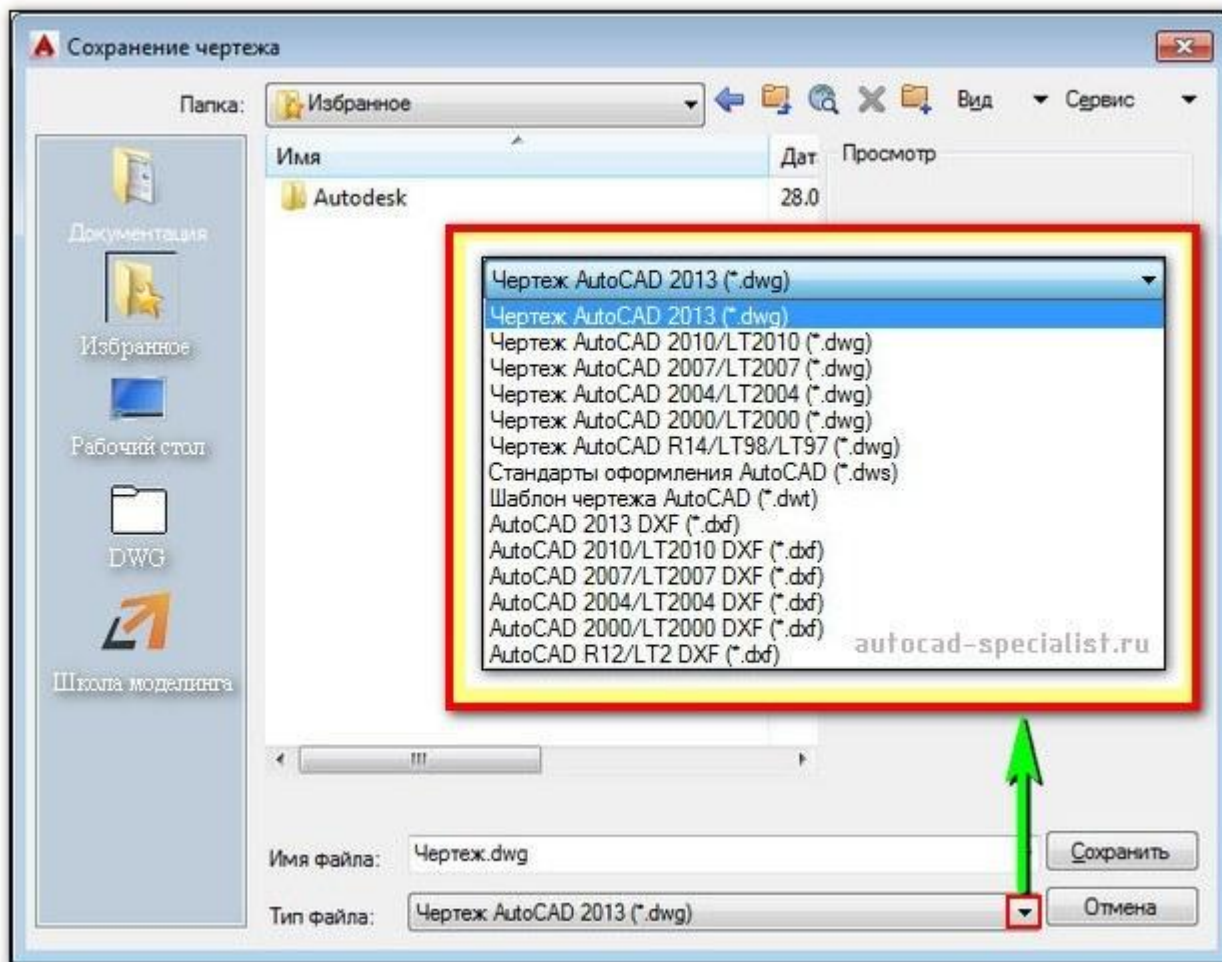 Сохранение чертежа
Папка: Избранное Вид Сервис
Имя Дат Просмотр
Autodesk 28.0
Документация
Избранное
Рабочий стол
DWG
Школа моделинга
Чертеж AutoCAD 2013 (*.dwg)
Чертеж AutoCAD 2013 (*.dwg)
Чертеж AutoCAD 2010/LT2010 (*.dwg)
Чертеж AutoCAD 2007/LT2007 (*.dwg)
Чертеж AutoCAD 2004/LT2004 (*.dwg)
Чертеж AutoCAD 2000/LT2000 (*.dwg)
Чертеж AutoCAD R14/LT98/LT97 (*.dwg)
Стандарты оформления AutoCAD (*.dws)
Шаблон чертежа AutoCAD (*.dwt)
AutoCAD 2013 DXF (*.dxf)
AutoCAD 2010/LT2010 DXF (*.dxf)
AutoCAD 2007/LT2007 DXF (*.dxf)
AutoCAD 2004/LT2004 DXF (*.dxf)
AutoCAD 2000/LT2000 DXF (*.dxf)
AutoCAD R12/LT2 DXF (*.dxf)
autocad-specialist.ru
Имя файла: Чертеж.dwg Сохранить
Тип файла: Чертеж AutoCAD 2013 (*.dwg) Отмена